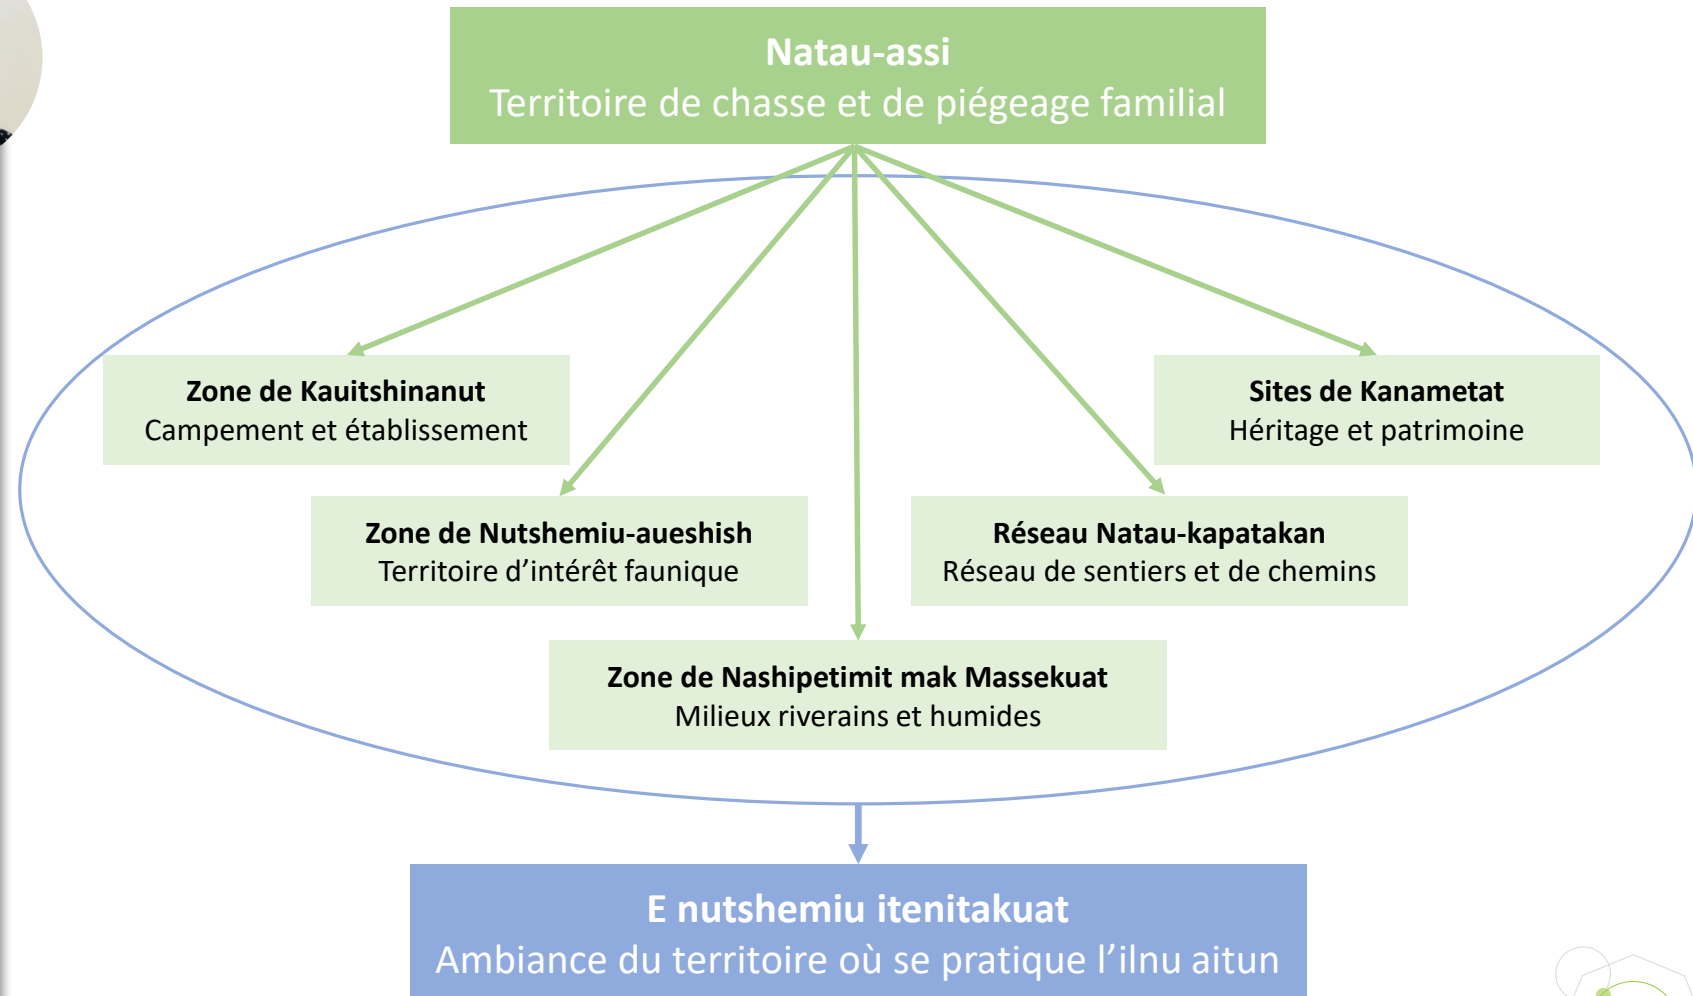 Natau-assi
Territoire de chasse et de piégeage familial
Zone de Kauitshinanut
Campement et établissement
Sites de Kanametat
Héritage et patrimoine
Zone de Nutshemiu-aueshish
Territoire d’intérêt faunique
Réseau Natau-kapatakan
Réseau de sentiers et de chemins
Zone de Nashipetimit mak Massekuat
Milieux riverains et humides
E nutshemiu itenitakuat
Ambiance du territoire où se pratique l’ilnu aitun